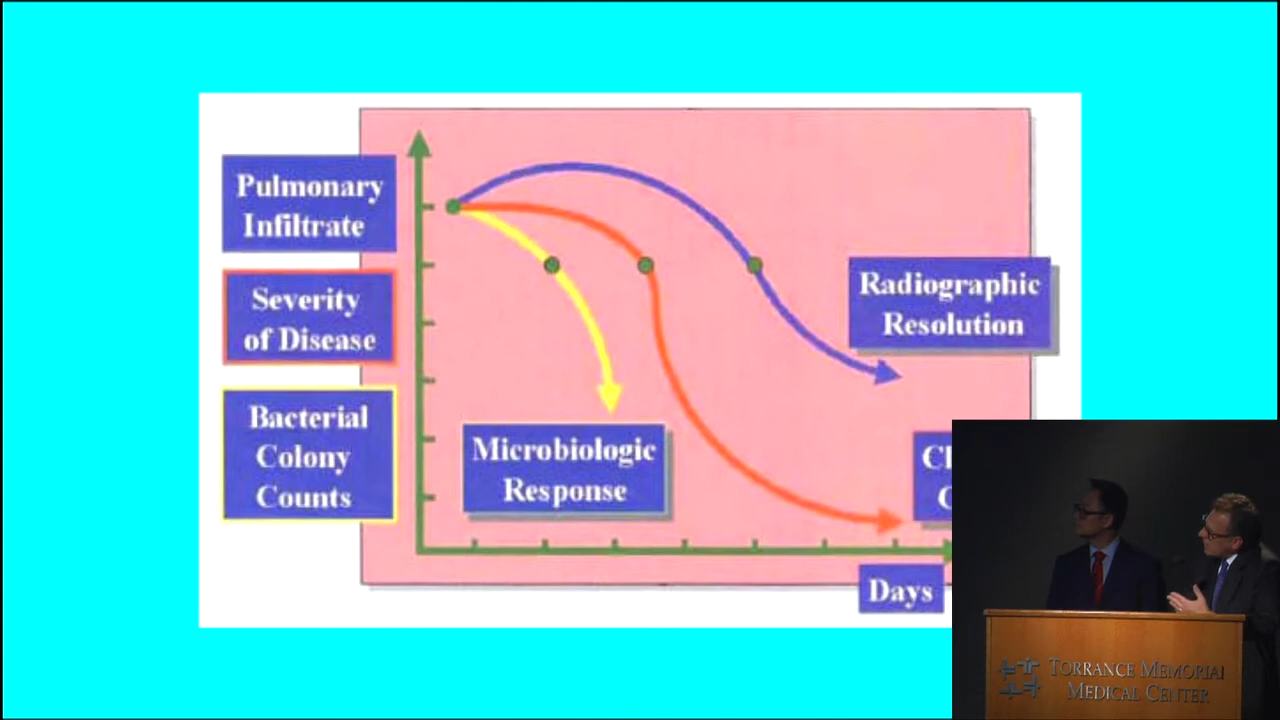 Pulmonary
Infiltrate
Severity
of Disease
Bacterial
Colony
Counts
Radiographic
Resolution
Microbiologic
Response
Days
TORRANCE MEMORIAL
MEDICAL CENTER